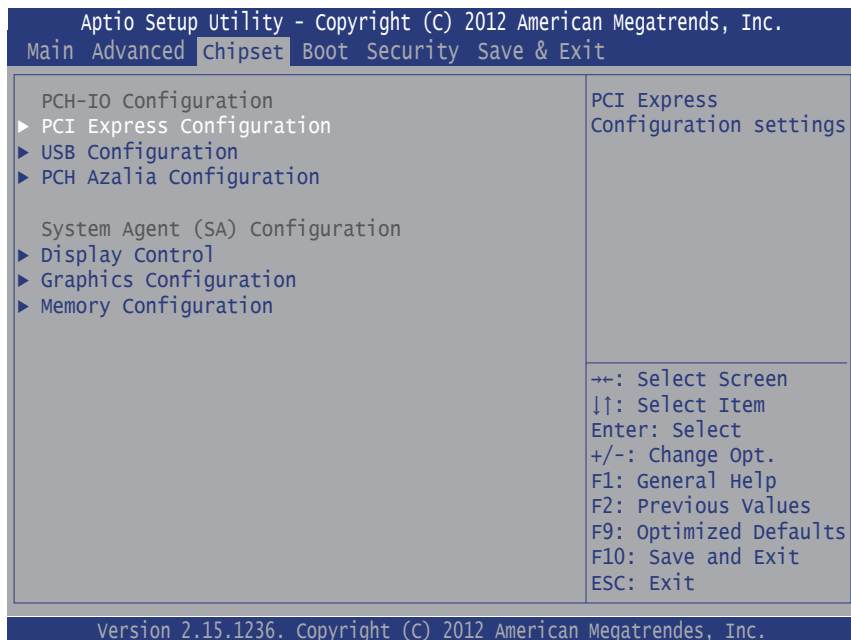 Aptio Setup Utility - Copyright (C) 2012 American Megatrends, Inc.
Main Advanced Chipset Boot Security Save & Exit
PCH-IO Configuration
▶ PCI Express Configuration
▶ USB Configuration
▶ PCH Azalia Configuration
System Agent (SA) Configuration
▶ Display Control
▶ Graphics Configuration
▶ Memory Configuration
PCI Express
Configuration settings
→←: Select Screen
↓↑: Select Item
Enter: Select
+/-: Change Opt.
F1: General Help
F2: Previous Values
F9: Optimized Defaults
F10: Save and Exit
ESC: Exit
Version 2.15.1236. Copyright (C) 2012 American Megatrendes, Inc.